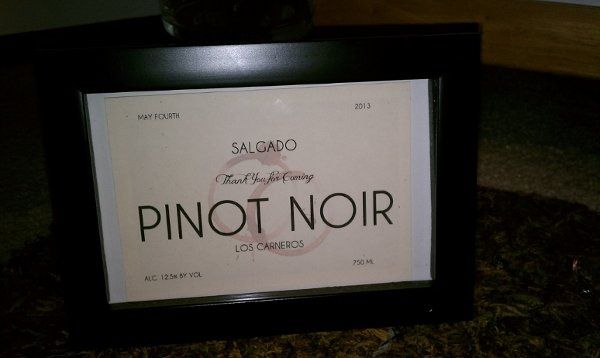 MAY FOURTH 2013
SALGADO
Thank You for Coming
PINOT NOIR
LOS CARNEROS
ALC. 12.5% BY VOL 750 ML